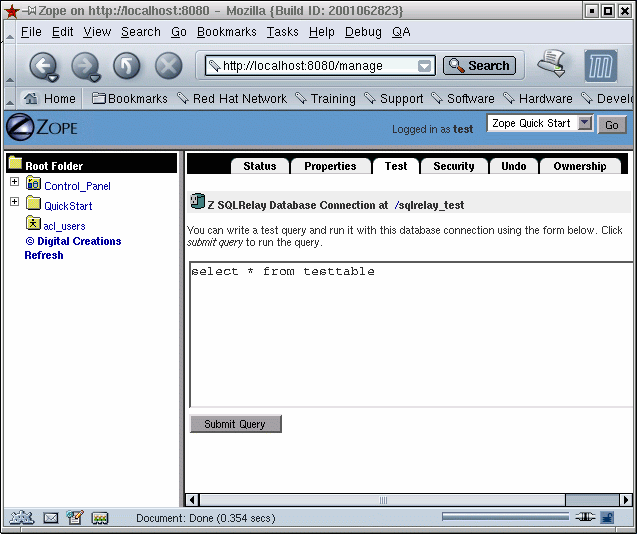 Zope on http://localhost:8080 - Mozilla {Build ID: 2001062823}
File Edit View Search Go Bookmarks Tasks Help Debug QA
http://localhost:8080/manage Search
Home Bookmarks Red Hat Network Training Support Software Hardware Develo
ZOPE Logged in as test Zope Quick Start Go
Root Folder
Control_Panel
QuickStart
acl_users
© Digital Creations
Refresh
Status Properties Test Security Undo Ownership
Z SQLRelay Database Connection at /sqlrelay_test
You can write a test query and run it with this database connection using the form below. Click
submit query to run the query.
select * from testtable
Submit Query
Document: Done (0.354 secs)